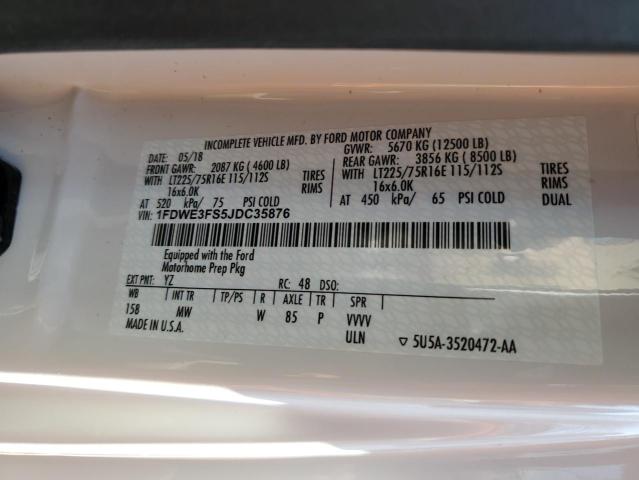 INCOMPLETE VEHICLE MFD. BY FORD MOTOR COMPANY
DATE: 05/18 GVWR: 5670 KG (12500 LB)
FRONT GAWR: 2087 KG (4600 LB) REAR GAWR: 3856 KG (8500 LB)
WITH LT225/75R16E 115/112S TIRES WITH LT225/75R16E 115/112S TIRES
16x6.0K RIMS 16x6.0K RIMS
AT 520 kPa/ 75 PSI COLD AT 450 kPa/ 65 PSI COLD DUAL
VIN: 1FDWE3FS5JDC35876
Equipped with the Ford
Motorhome Prep Pkg
EXT PNT: YZ RC: 48 DSO:
WB INT TR TP/PS R AXLE TR SPR
158 MW W 85 P VVVV
MADE IN U.S.A. ULN ▽ 5U5A-3520472-AA